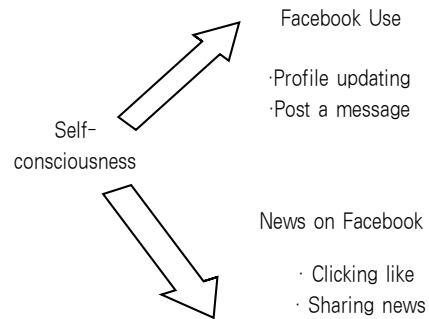 Facebook Use
·Profile updating
·Post a message
Self-
consciousness
News on Facebook
· Clicking like
· Sharing news